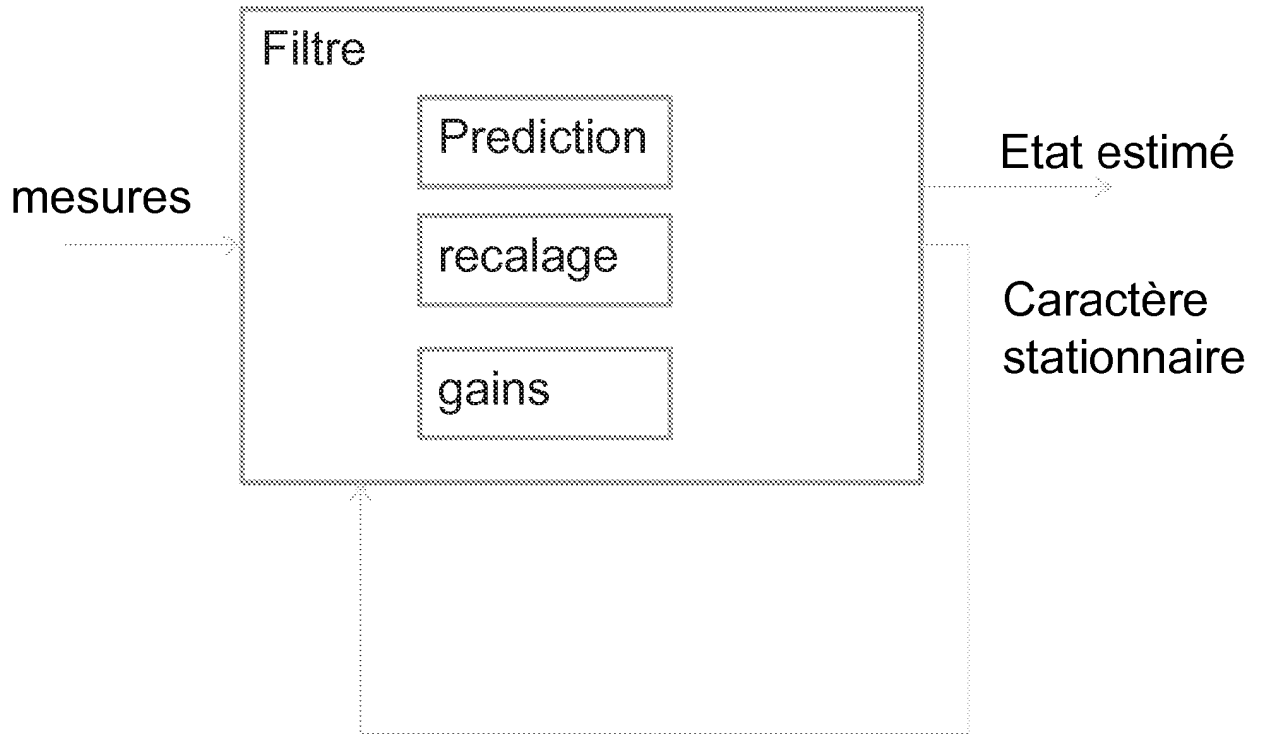 Filtre
Prediction
mesures
recalage
gains
Etat estimé
Caractère
stationnaire